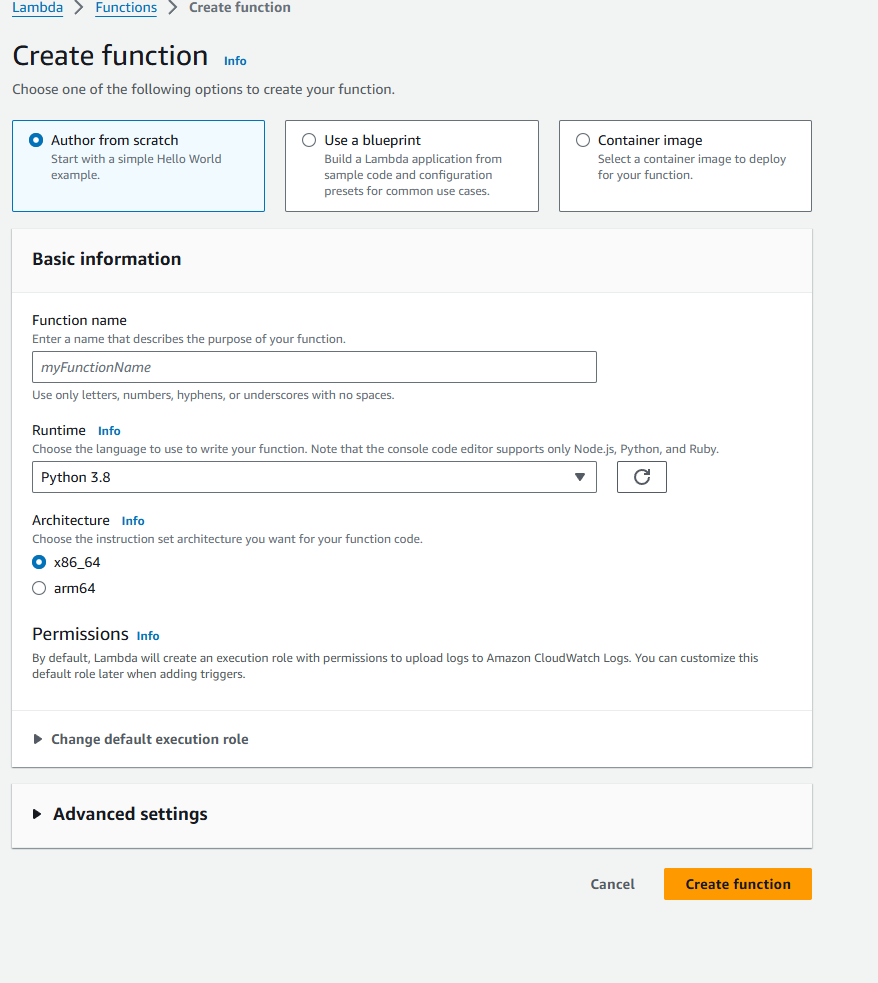 Lambda > Functions > Create function
Create function Info
Choose one of the following options to create your function.
Author from scratch
Start with a simple Hello World
example.
Use a blueprint
Build a Lambda application from
sample code and configuration
presets for common use cases.
Container image
Select a container image to deploy
for your function.
Basic information
Function name
Enter a name that describes the purpose of your function.
myFunctionName
Use only letters, numbers, hyphens, or underscores with no spaces.
Runtime Info
Choose the language to use to write your function. Note that the console code editor supports only Node.js, Python, and Ruby.
Python 3.8
Architecture Info
Choose the instruction set architecture you want for your function code.
x86_64
arm64
Permissions Info
By default, Lambda will create an execution role with permissions to upload logs to Amazon CloudWatch Logs. You can customize this
default role later when adding triggers.
Change default execution role
Advanced settings
Cancel
Create function